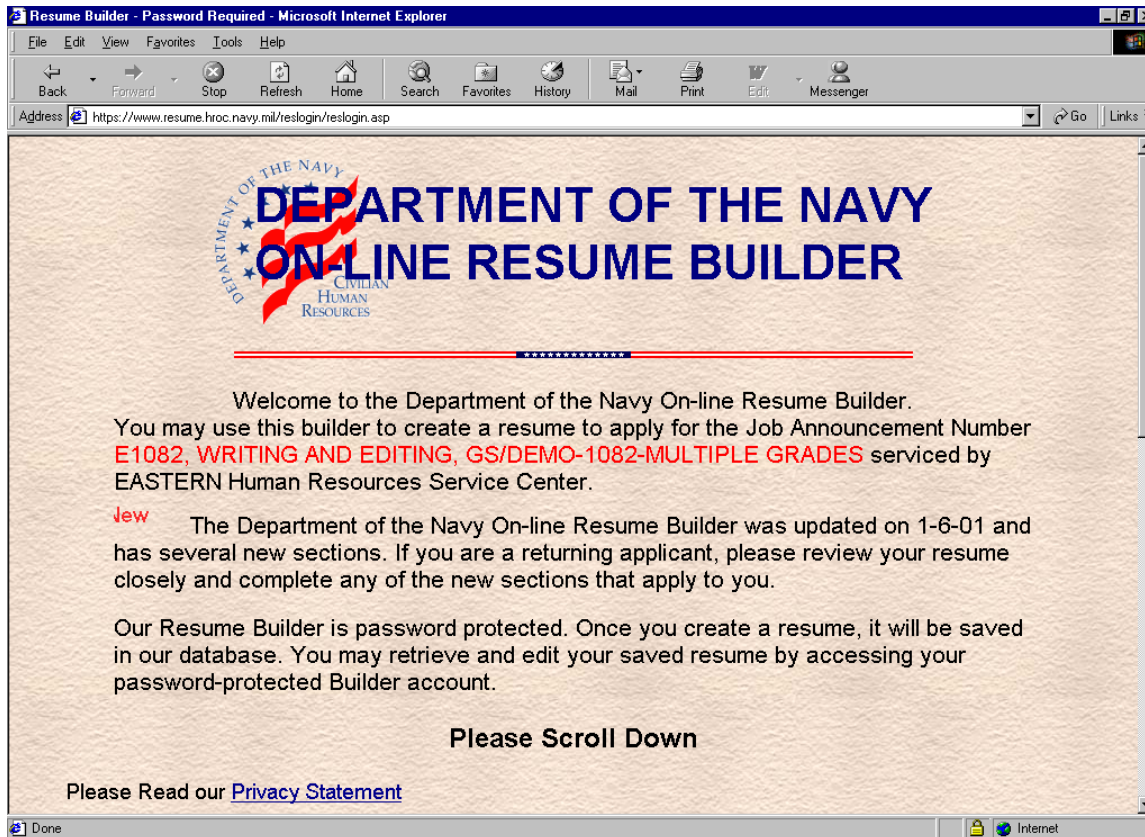 Resume Builder - Password Required - Microsoft Internet Explorer
File Edit View Favorites Tools Help
Back Forward Stop Refresh Home Search Favorites History Mail Print Edit Messenger
Address https://www.resume.hroc.navy.mil/reslogin/reslogin.asp Go Links
DEPARTMENT OF THE NAVY
CIVILIAN
HUMAN
RESOURCES
DEPARTMENT OF THE NAVY
ON-LINE RESUME BUILDER
Welcome to the Department of the Navy On-line Resume Builder.
You may use this builder to create a resume to apply for the Job Announcement Number
E1082, WRITING AND EDITING, GS/DEMO-1082-MULTIPLE GRADES serviced by
EASTERN Human Resources Service Center.
New The Department of the Navy On-line Resume Builder was updated on 1-6-01 and
has several new sections. If you are a returning applicant, please review your resume
closely and complete any of the new sections that apply to you.
Our Resume Builder is password protected. Once you create a resume, it will be saved
in our database. You may retrieve and edit your saved resume by accessing your
password-protected Builder account.
Please Scroll Down
Please Read our Privacy Statement
Done Internet